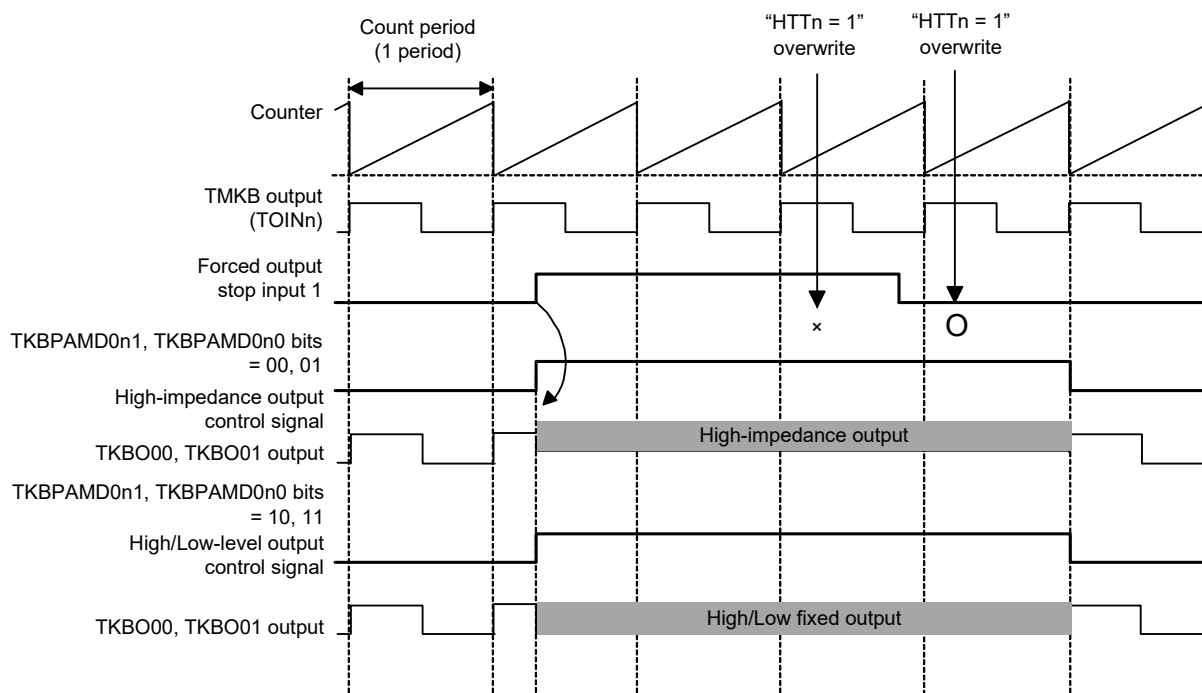 “HTTn = 1”
overwrite
“HTTn = 1”
overwrite
Count period
(1 period)
Counter
TMKB output
(TOINn)
Forced output
stop input 1
×
O
TKBPAMD0n1, TKBPAMD0n0 bits
= 00, 01
High-impedance output
control signal
High-impedance output
TKBO00, TKBO01 output
TKBPAMD0n1, TKBPAMD0n0 bits
= 10, 11
High/Low-level output
control signal
High/Low fixed output
TKBO00, TKBO01 output